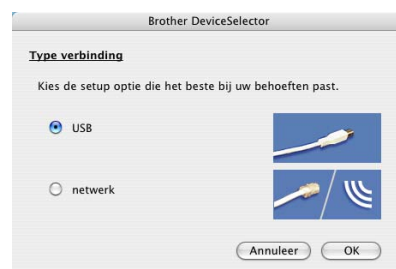 Brother DeviceSelector
Type verbinding
Kies de setup optie die het beste bij uw behoeften past.
USB
netwerk
Annuleer OK